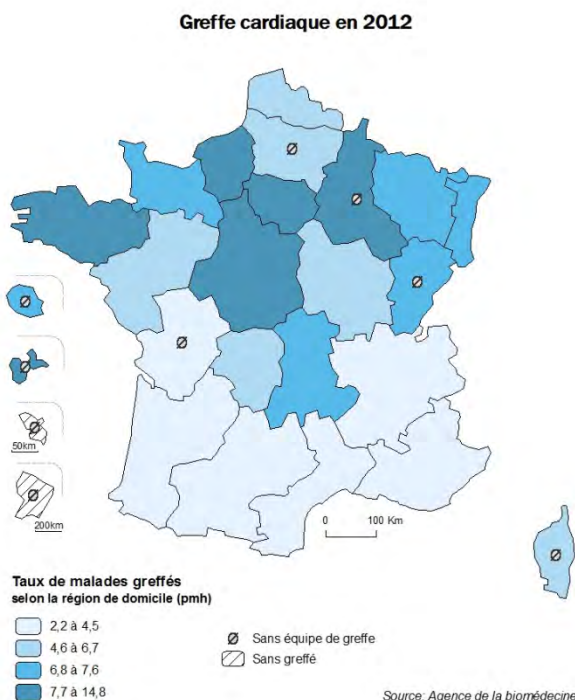 Greffe cardiaque en 2012
50km
200km
0 100 Km
Taux de malades greffés
selon la région de domicile (pmh)
2,2 à 4,5
4,6 à 6,7
6,8 à 7,6
7,7 à 14,8
Sans équipe de greffe
Sans greffé
Source: Agence de la biomédecine